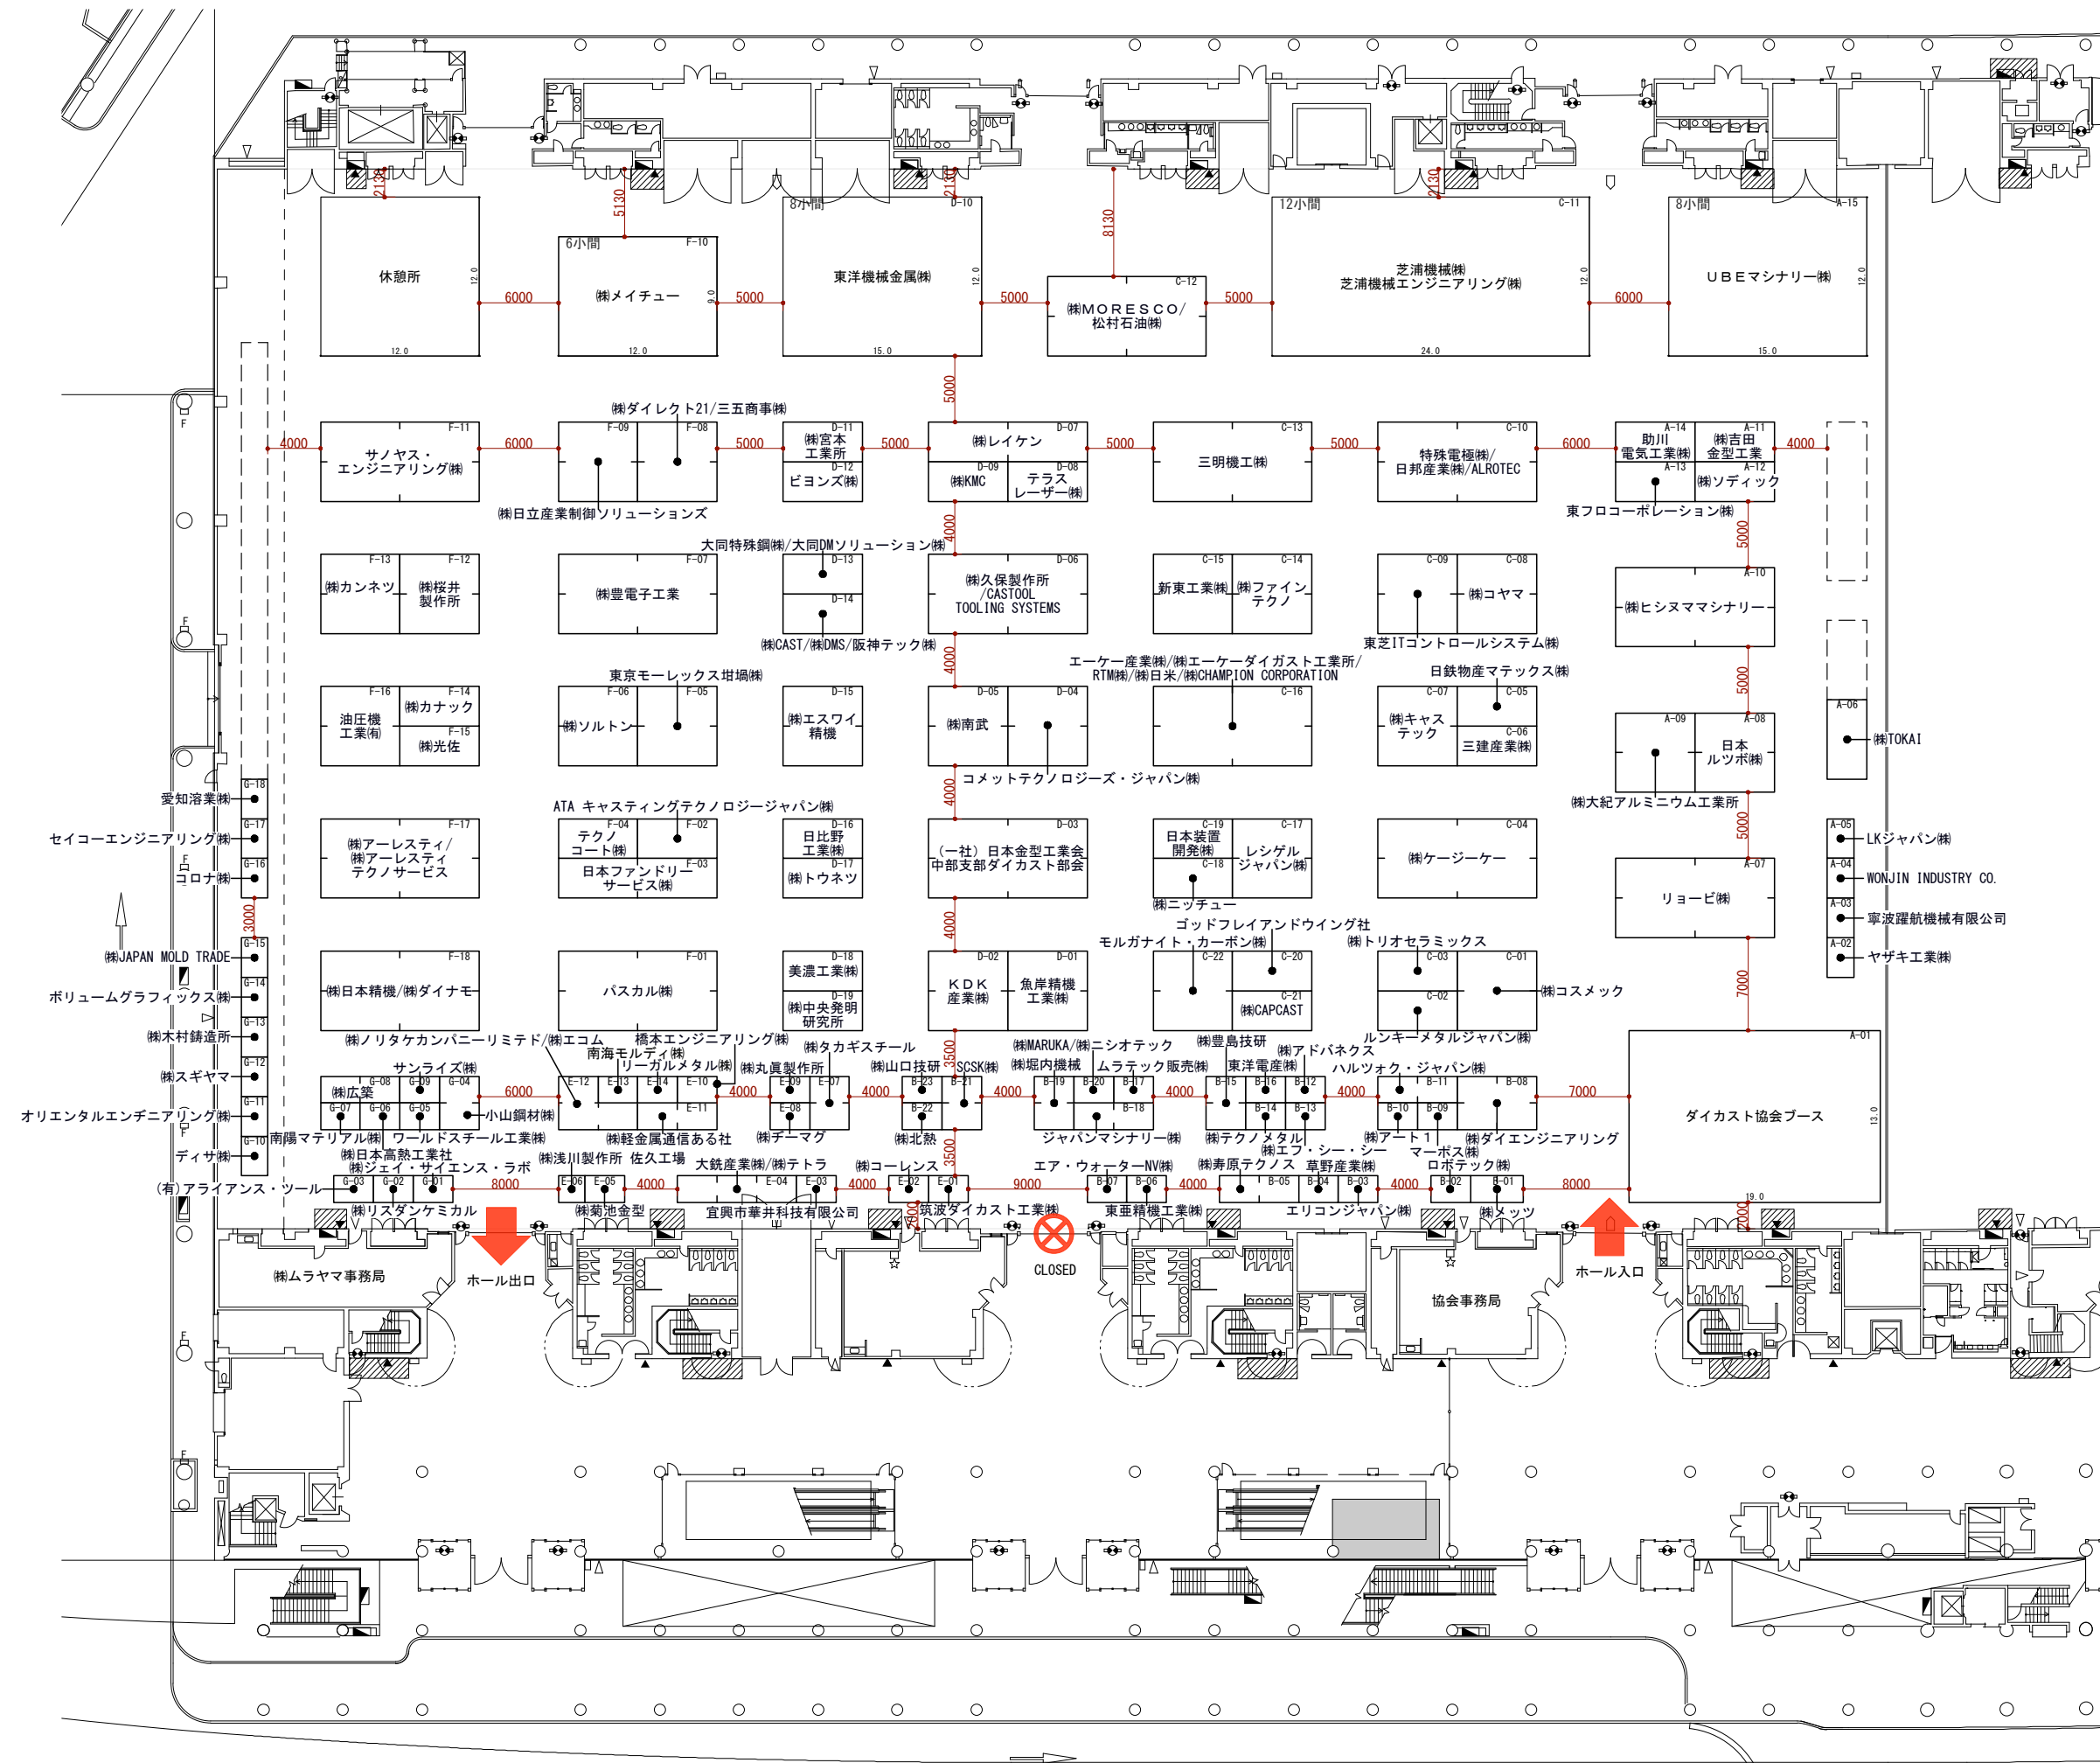 2130
5130
2130
8130
2130
8小間
D-10
12小間
C-11
8小間
A-15
6小間
F-10
休憩所
12.0
12.0
㈱メイチュー
9.0
12.0
東洋機械金属㈱
12.0
15.0
C-12
㈱ＭＯＲＥＳＣＯ/
松村石油㈱
芝浦機械㈱
芝浦機械エンジニアリング㈱
12.0
24.0
ＵＢＥマシナリー㈱
12.0
15.0
6000
5000
5000
5000
6000
5000
㈱ダイレクト21/三五商事㈱
F-11
サノヤス・
エンジニアリング㈱
F-09
F-08
㈱日立産業制御ソリューションズ
D-11
㈱宮本
工業所
D-12
ビヨンズ㈱
D-07
㈱レイケン
D-09
㈱KMC
D-08
テラス
レーザー㈱
C-13
三明機工㈱
C-10
特殊電極㈱/
日邦産業㈱/ALROTEC
A-14
助川
電気工業㈱
A-11
㈱吉田
金型工業
A-13
A-12
㈱ソディック
東フロコーポレーション㈱
4000
6000
5000
5000
5000
5000
6000
4000
4000
5000
大同特殊鋼㈱/大同DMソリューション㈱
F-13
㈱カンネツ
F-12
㈱桜井
製作所
F-07
㈱豊電子工業
D-13
D-14
㈱CAST/㈱DMS/阪神テック㈱
D-06
㈱久保製作所
/CASTOOL
TOOLING SYSTEMS
C-15
新東工業㈱
C-14
㈱ファイン
テクノ
C-09
C-08
㈱コヤマ
東芝ITコントロールシステム㈱
A-10
㈱ヒシヌママシナリー
4000
5000
東京モーレックス坩堝㈱
エーケー産業㈱/㈱エーケーダイガスト工業所/
RTM㈱/㈱日米/㈱CHAMPION CORPORATION
日鉄物産マテックス㈱
F-16
油圧機
工業㈲
F-14
㈱カナック
F-15
㈱光佐
F-06
㈱ソルトン
F-05
D-15
㈱エスワイ
精機
D-05
㈱南武
D-04
コメットテクノロジーズ・ジャパン㈱
C-16
C-07
㈱キャス
テック
C-05
C-06
三建産業㈱
A-09
A-08
日本
ルツボ㈱
㈱大紀アルミニウム工業所
A-06
㈱TOKAI
4000
5000
G-18
愛知溶業㈱
G-17
セイコーエンジニアリング㈱
G-16
コロナ㈱
3000
ATA キャスティングテクノロジージャパン㈱
F-17
㈱アーレスティ/
㈱アーレスティ
テクノサービス
F-04
テクノ
コート㈱
F-02
F-03
日本ファンドリー
サービス㈱
D-16
日比野
工業㈱
D-17
㈱トウネツ
D-03
（一社）日本金型工業会
中部支部ダイカスト部会
C-19
日本装置
開発㈱
C-18
㈱ニッチュー
C-17
レシゲル
ジャパン㈱
C-04
㈱ケージーケー
A-07
リョービ㈱
A-05
LKジャパン㈱
A-04
WONJIN INDUSTRY CO.
A-03
寧波躍航機械有限公司
A-02
ヤザキ工業㈱
4000
7000
G-15
㈱JAPAN MOLD TRADE
G-14
ボリュームグラフィックス㈱
G-13
㈱木村鋳造所
G-12
㈱スギヤマ
G-11
オリエンタルエンヂニアリング㈱
G-10
ディサ㈱
F-18
㈱日本精機/㈱ダイナモ
F-01
パスカル㈱
D-18
美濃工業㈱
D-19
㈱中央発明
研究所
D-02
ＫＤＫ
産業㈱
D-01
魚岸精機
工業㈱
ゴッドフレイアンドウイング社
モルガナイト・カーボン㈱
C-22
C-20
C-21
㈱CAPCAST
㈱トリオセラミックス
C-03
C-02
C-01
㈱コスメック
ルンキーメタルジャパン㈱
3500
㈱ノリタケカンパニーリミテド/㈱エコム
橋本エンジニアリング㈱
南海モルディ㈱
リーガルメタル㈱
㈱タカギスチール
㈱丸眞製作所
㈱山口技研
SCSK㈱
㈱MARUKA/㈱ニシオテック
㈱堀内機械
ムラテック販売㈱
㈱豊島技研
東洋電産㈱
㈱アドバネクス
ハルツォク・ジャパン㈱
サンライズ㈱
㈱広築
G-08
G-09
G-04
G-07
G-06
G-05
小山鋼材㈱
南陽マテリアル㈱
ワールドスチール工業㈱
㈱日本高熱工業社
6000
E-12
E-13
E-14
E-10
E-11
㈱軽金属通信ある社
4000
E-09
E-07
E-08
㈱ヂーマグ
4000
B-23
B-21
B-22
㈱北熱
4000
B-19
B-20
B-17
B-18
ジャパンマシナリー㈱
4000
B-15
B-16
B-12
B-14
B-13
㈱テクノメタル
㈱エフ・シー・シー
4000
B-11
B-08
B-10
B-09
㈱アート１
マーポス㈱
㈱ダイエンジニアリング
7000
A-01
ダイカスト協会ブース
13.0
19.0
3500
㈱ジェイ・サイエンス・ラボ
(有)アライアンス・ツール
G-03
G-02
G-01
㈱リスダンケミカル
8000
㈱浅川製作所 佐久工場
E-06
E-05
㈱菊池金型
4000
大銑産業㈱/㈱テトラ
E-04
E-03
宜興市華井科技有限公司
4000
㈱コーレンス
E-02
E-01
筑波ダイカスト工業㈱
2000
9000
エア・ウォーターNV㈱
B-07
B-06
東亜精機工業㈱
4000
㈱寿原テクノス
草野産業㈱
B-05
B-04
B-03
エリコンジャパン㈱
4000
ロボテック㈱
B-02
B-01
㈱メッツ
8000
2000
㈱ムラヤマ事務局
ホール出口
CLOSED
協会事務局
ホール入口
F
F
F
F
F
F